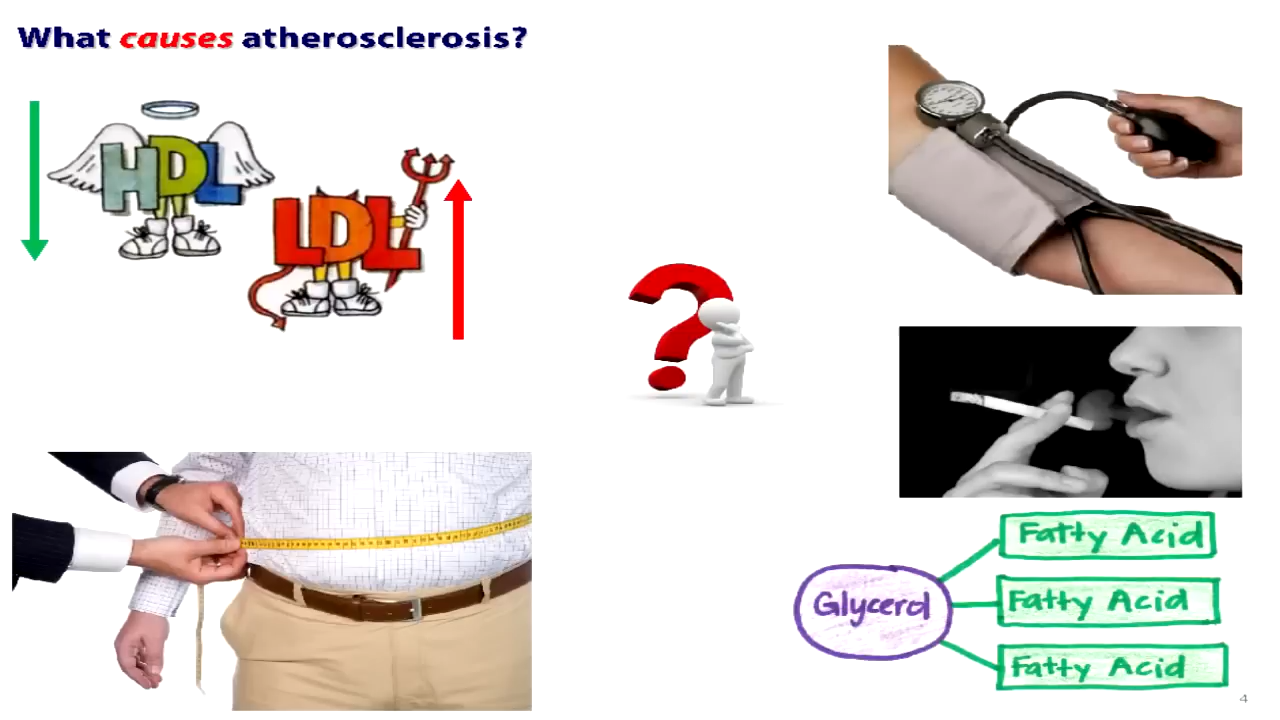 What causes atherosclerosis?
HDL
LDL
Glycerol
Fatty Acid
Fatty Acid
Fatty Acid
4